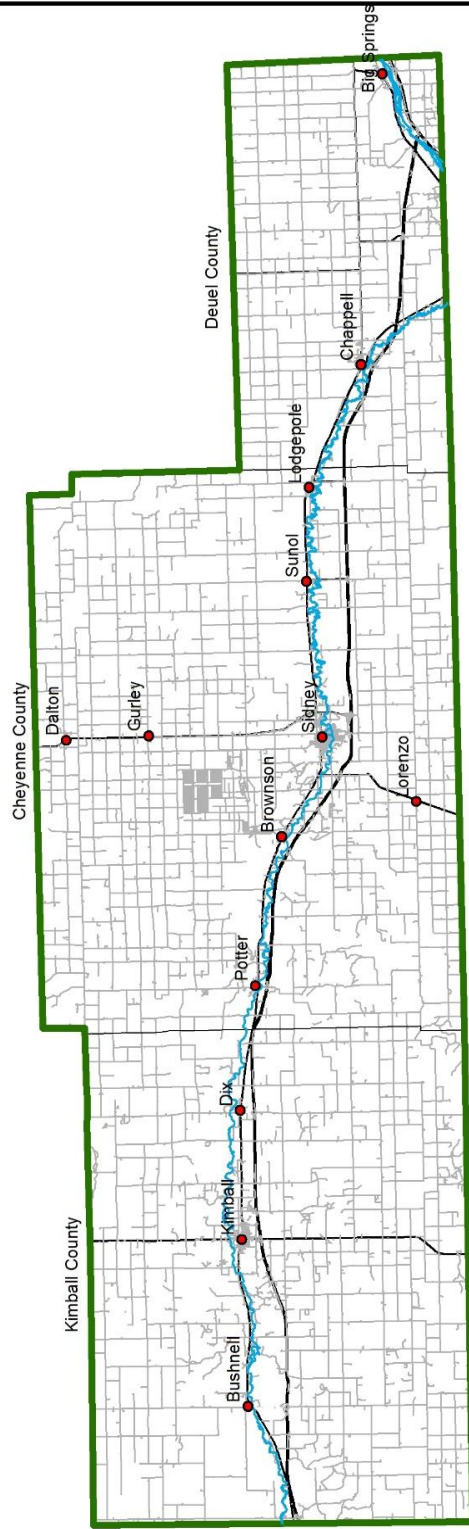 Kimball County
Cheyenne County
Deuel County
Bushnell
Kimball
Dix
Potter
Brownson
Dalton
Gurley
Sidney
Lorenzo
Sunol
Lodgepole
Chappell
Big Springs